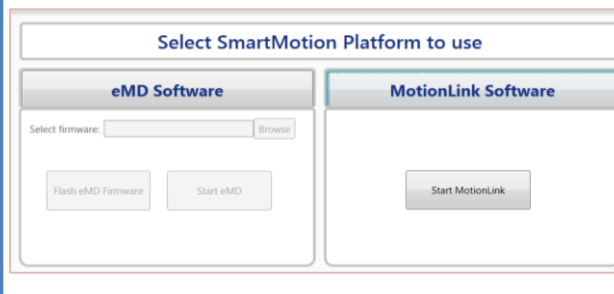 Select SmartMotion Platform to use
eMD Software
MotionLink Software
Select firmware:
Browse
Flash eMD Firmware
Start eMD
Start MotionLink